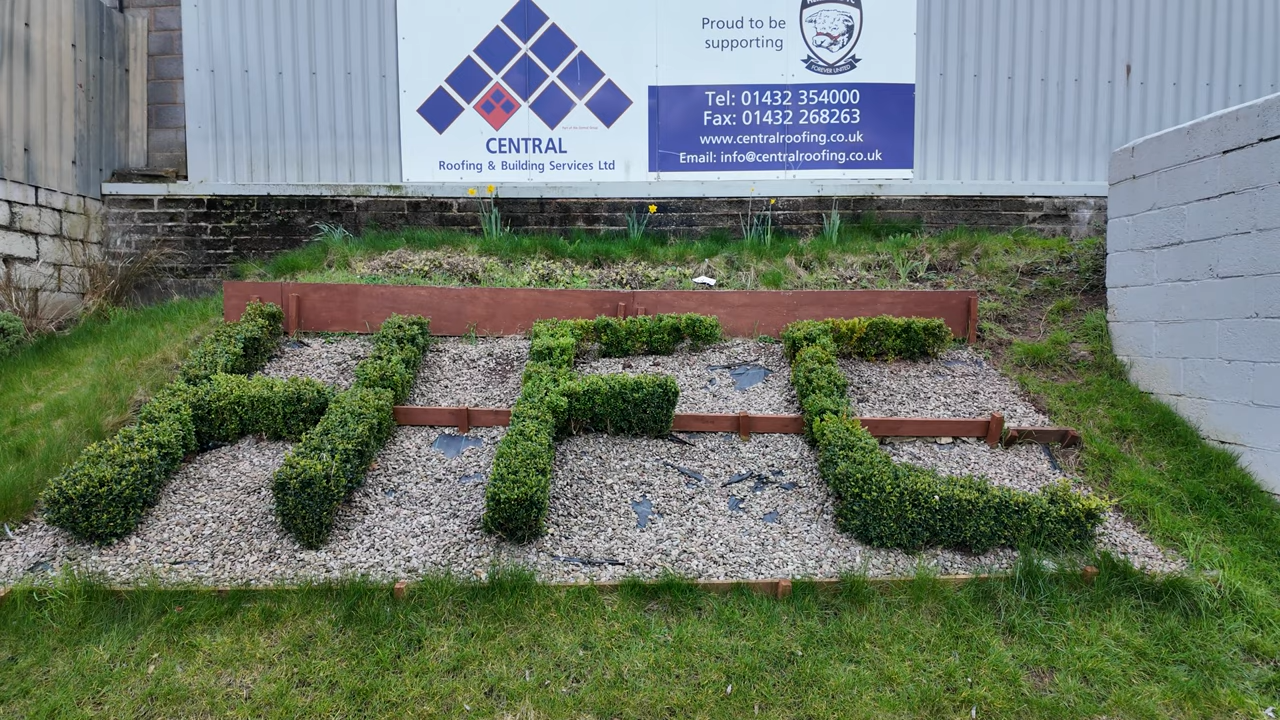 Proud to be
supporting
FOREVER UNITED
CENTRAL
Roofing & Building Services Ltd
Tel: 01432 354000
Fax: 01432 268263
www.centralroofing.co.uk
Email: info@centralroofing.co.uk
HFC